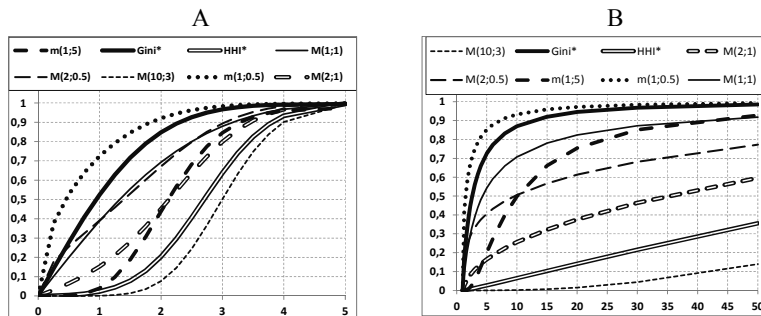 A
B
m(1;5) Gini* HHI* M(1;1)
M(2;0.5) M(10;3) m(1;0.5) M(2;1)
1
0,9
0,8
0,7
0,6
0,5
0,4
0,3
0,2
0,1
0
0 1 2 3 4 5
M(10;3) Gini* HHI* M(2;1)
M(2;0.5) m(1;5) m(1;0.5) M(1;1)
1
0,9
0,8
0,7
0,6
0,5
0,4
0,3
0,2
0,1
0
0 5 10 15 20 25 30 35 40 45 50